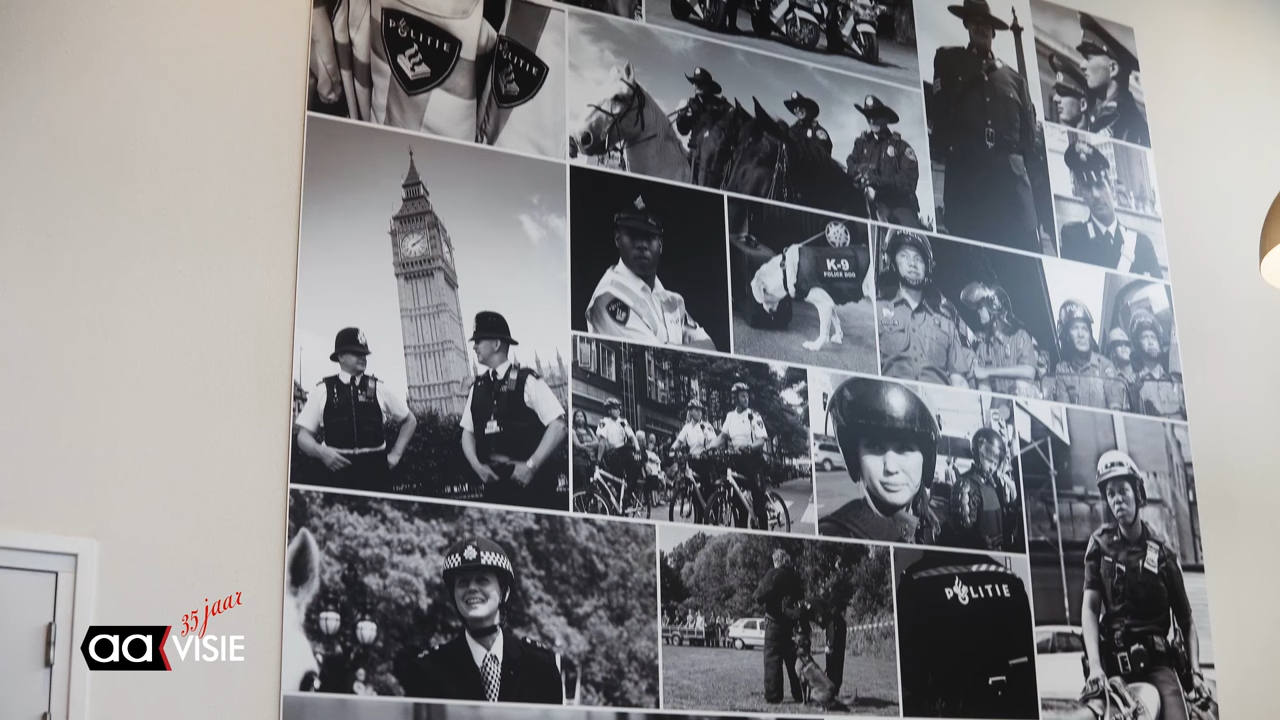 POLITIE
POLITIE
K-9
POLICE DOG
POLITIE
35 jaar
aa VISIE